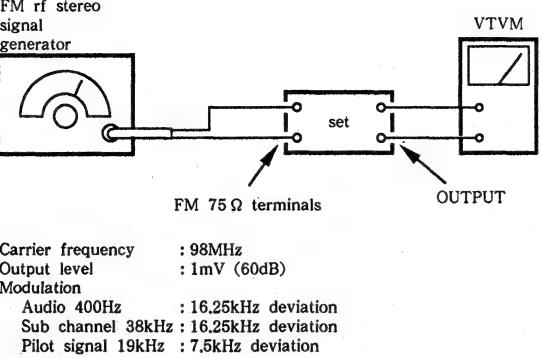 FM rf stereo
signal
generator
VTVM
set
FM 75Ω terminals
OUTPUT
Carrier frequency : 98MHz
Output level : 1mV (60dB)
Modulation
Audio 400Hz : 16.25kHz deviation
Sub channel 38kHz : 16.25kHz deviation
Pilot signal 19kHz : 7.5kHz deviation